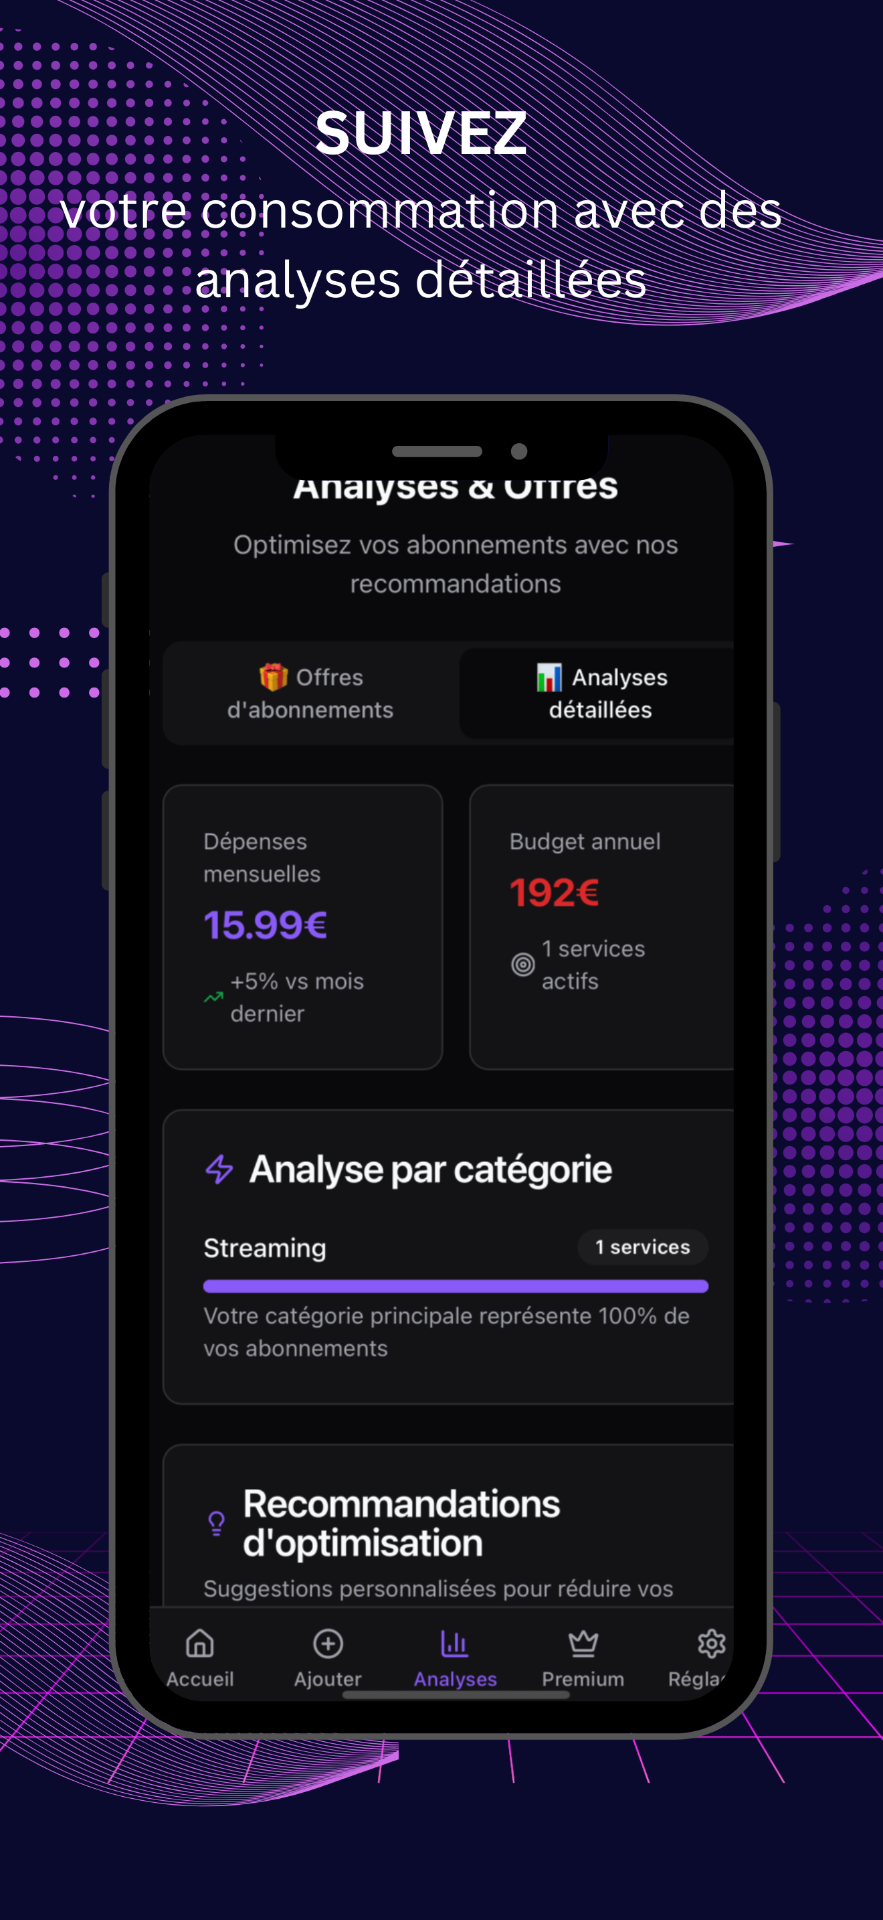 SUIVEZ
votre consommation avec des
analyses détaillées
Analyses & Offres
Optimisez vos abonnements avec nos
recommandations
Offres
d'abonnements
Analyses
détaillées
Dépenses
mensuelles
15.99€
+5% vs mois
dernier
Budget annuel
192€
1 services
actifs
Analyse par catégorie
Streaming
1 services
Votre catégorie principale représente 100% de
vos abonnements
Recommandations
d'optimisation
Suggestions personnalisées pour réduire vos
Accueil
Ajouter
Analyses
Premium
Régla